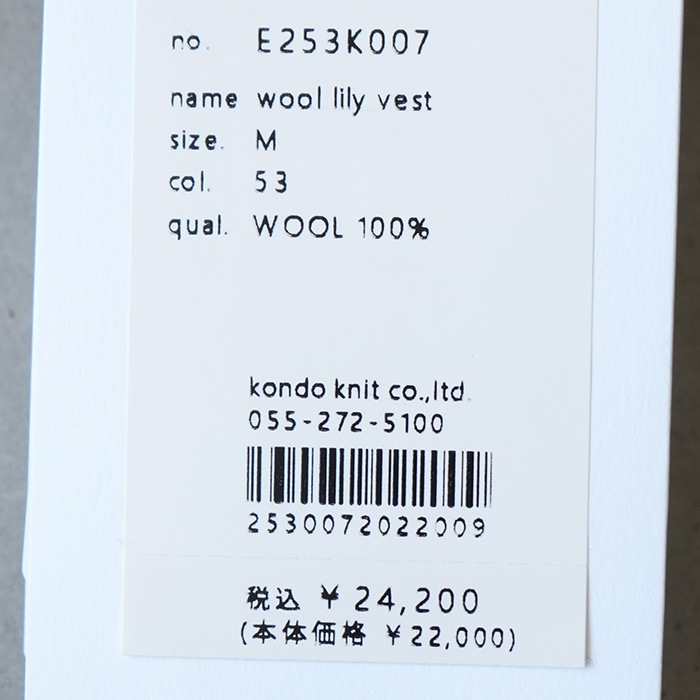 no. E253K007
name wool lily vest
size. M
col. 53
qual. WOOL 100%
kondo knit co.,ltd.
055-272-5100
2530072022009
税込 ¥24,200
(本体価格 ¥22,000)